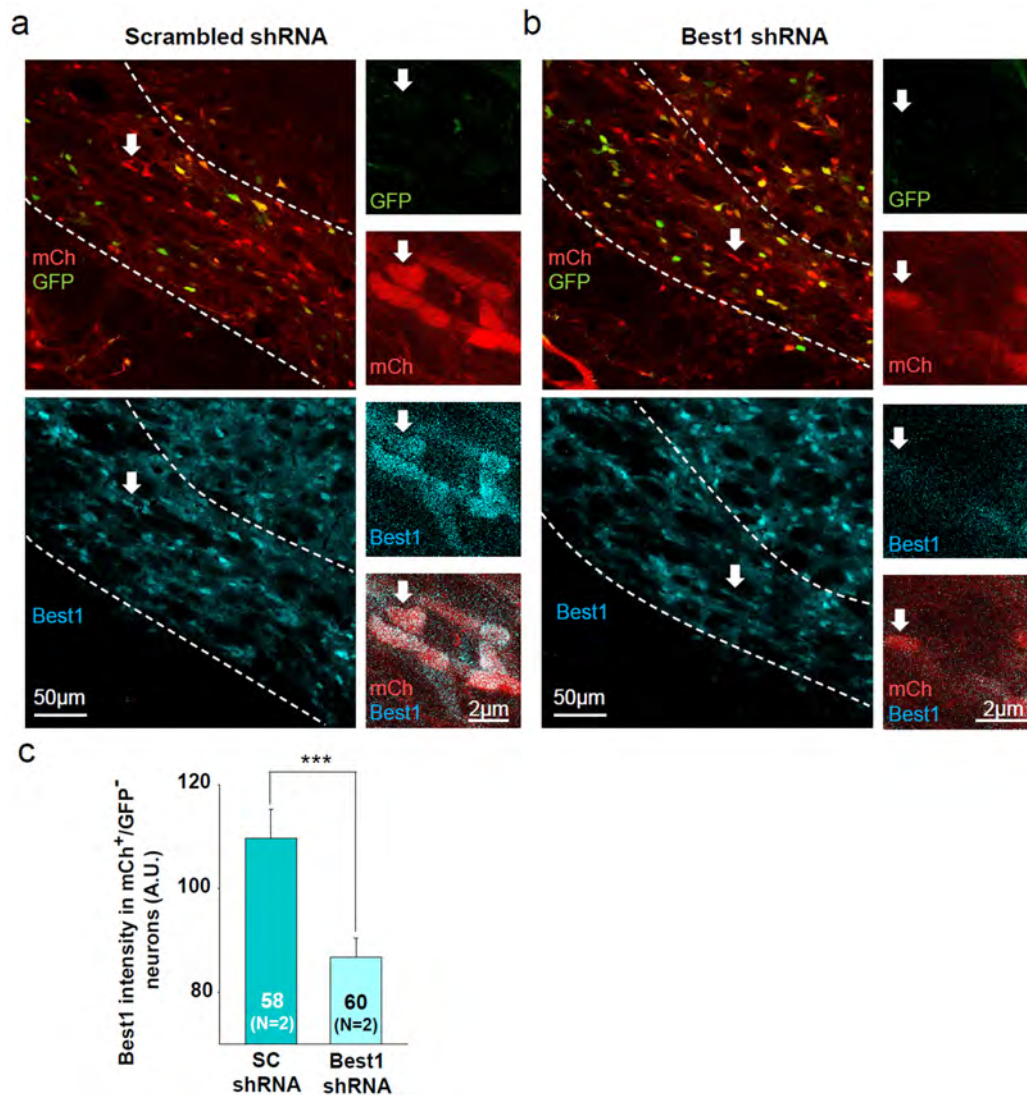 a
Scrambled shRNA
mCh
GFP
GFP
mCh
Best1
50µm
Best1
mCh
Best1
2µm
b
Best1 shRNA
mCh
GFP
GFP
mCh
Best1
50µm
Best1
mCh
Best1
2µm
c
Best1 intensity in mCh⁺/GFP⁻
neurons (A.U.)
120
100
80
***
58
(N=2)
60
(N=2)
SC
shRNA
Best1
shRNA